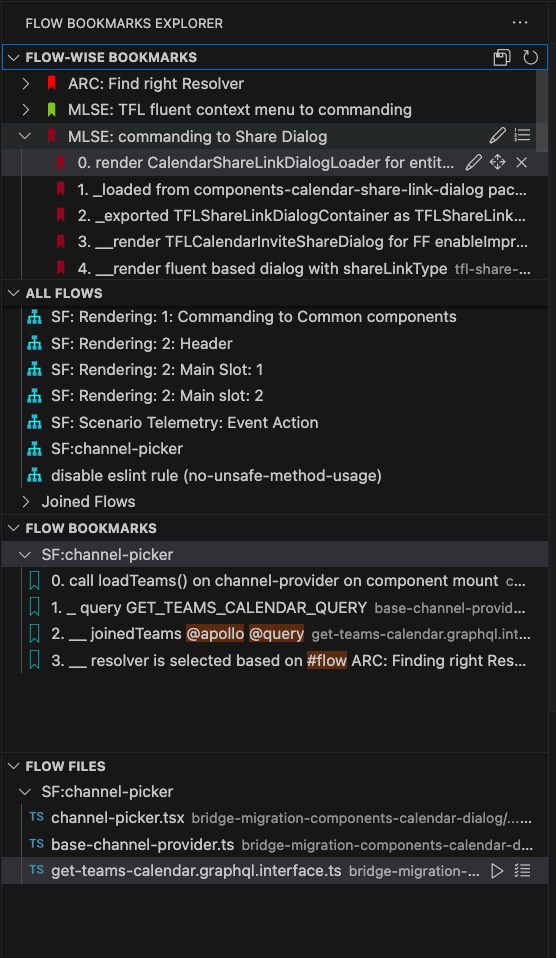 FLOW BOOKMARKS EXPLORER
FLOW-WISE BOOKMARKS
ARC: Find right Resolver
MLSE: TFL fluent context menu to commanding
MLSE: commanding to Share Dialog
0. render CalendarShareLinkDialogLoader for entit...
1. _loaded from components-calendar-share-link-dialog pac...
2. _exported TFLShareLinkDialogContainer as TFLShareLink...
3. __render TFLCalendarInviteShareDialog for FF enableImpr...
4. __render fluent based dialog with shareLinkType tfl-share-...
ALL FLOWS
SF: Rendering: 1: Commanding to Common components
SF: Rendering: 2: Header
SF: Rendering: 2: Main Slot: 1
SF: Rendering: 2: Main slot: 2
SF: Scenario Telemetry: Event Action
SF:channel-picker
disable eslint rule (no-unsafe-method-usage)
Joined Flows
FLOW BOOKMARKS
SF:channel-picker
0. call loadTeams() on channel-provider on component mount c...
1. _ query GET_TEAMS_CALENDAR_QUERY base-channel-provid...
2. __ joinedTeams @apollo @query get-teams-calendar.graphql.int...
3. __ resolver is selected based on #flow ARC: Finding right Res...
FLOW FILES
SF:channel-picker
TS channel-picker.tsx bridge-migration-components-calendar-dialog/......
TS base-channel-provider.ts bridge-migration-components-calendar-d...
TS get-teams-calendar.graphql.interface.ts bridge-migration-...